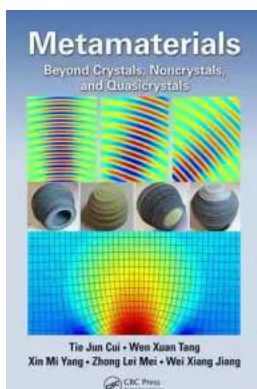 Metamaterials
Beyond Crystals, Noncrystals,
and Quasicrystals
Tie Jun Cui • Wen Xuan Tang
Xin Mi Yang • Zhong Lei Mei • Wei Xiang Jiang
CRC Press